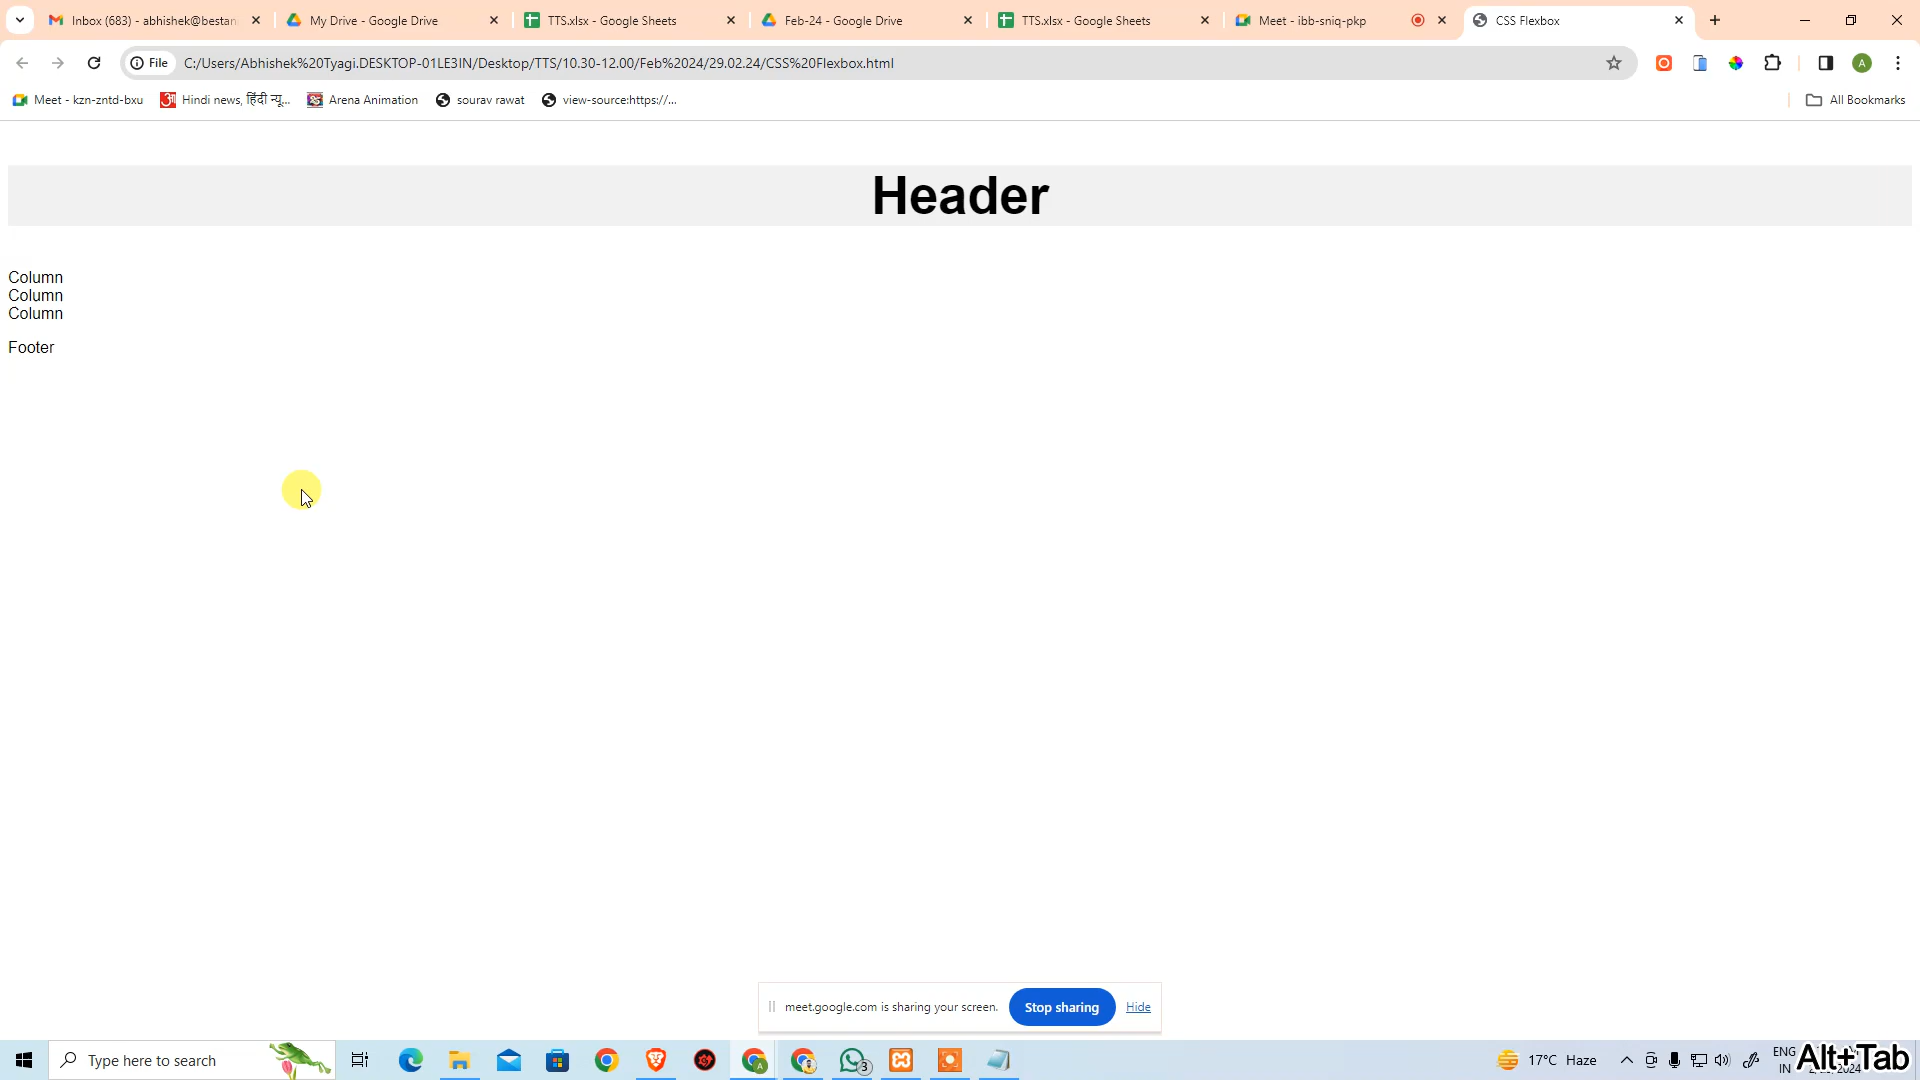 Inbox (683) - abhishek@bestan
My Drive - Google Drive
TTS.xlsx - Google Sheets
Feb-24 - Google Drive
TTS.xlsx - Google Sheets
Meet - ibb-sniq-pkp
CSS Flexbox
File
C:/Users/Abhishek%20Tyagi.DESKTOP-01LE3IN/Desktop/TTS/10.30-12.00/Feb%2024/29.02.24/CSS%20Flexbox.html
A
Meet - kzn-zntd-bxu
Hindi news, हिंदी न्यू...
Arena Animation
sourav rawat
view-source:https://...
All Bookmarks
Header
Column
Column
Column
Footer
meet.google.com is sharing your screen.
Stop sharing
Hide
Type here to search
3
17°C Haze
ENG
IN
Alt+Tab